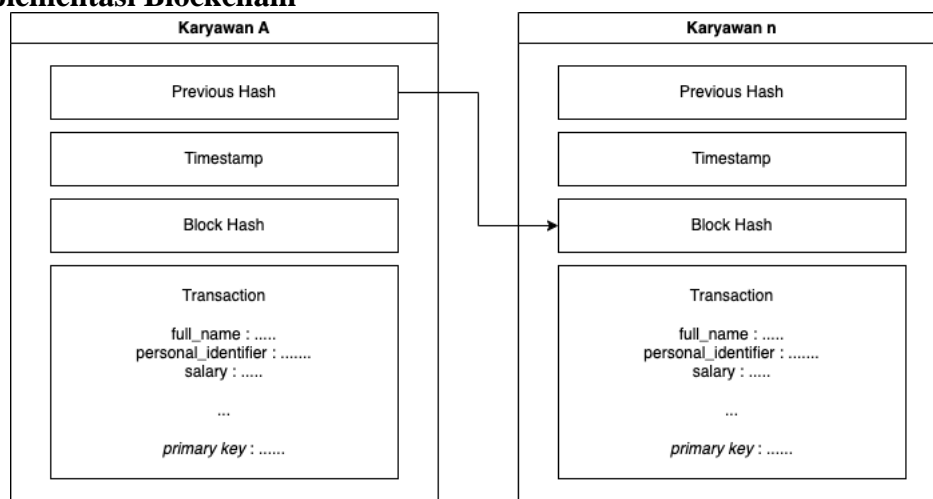 Karyawan A
Previous Hash
Timestamp
Block Hash
Transaction
full_name : .....
personal_identifier : .......
salary : .....
...
primary key : ......
Karyawan n
Previous Hash
Timestamp
Block Hash
Transaction
full_name : .....
personal_identifier : .......
salary : .....
...
primary key : ......